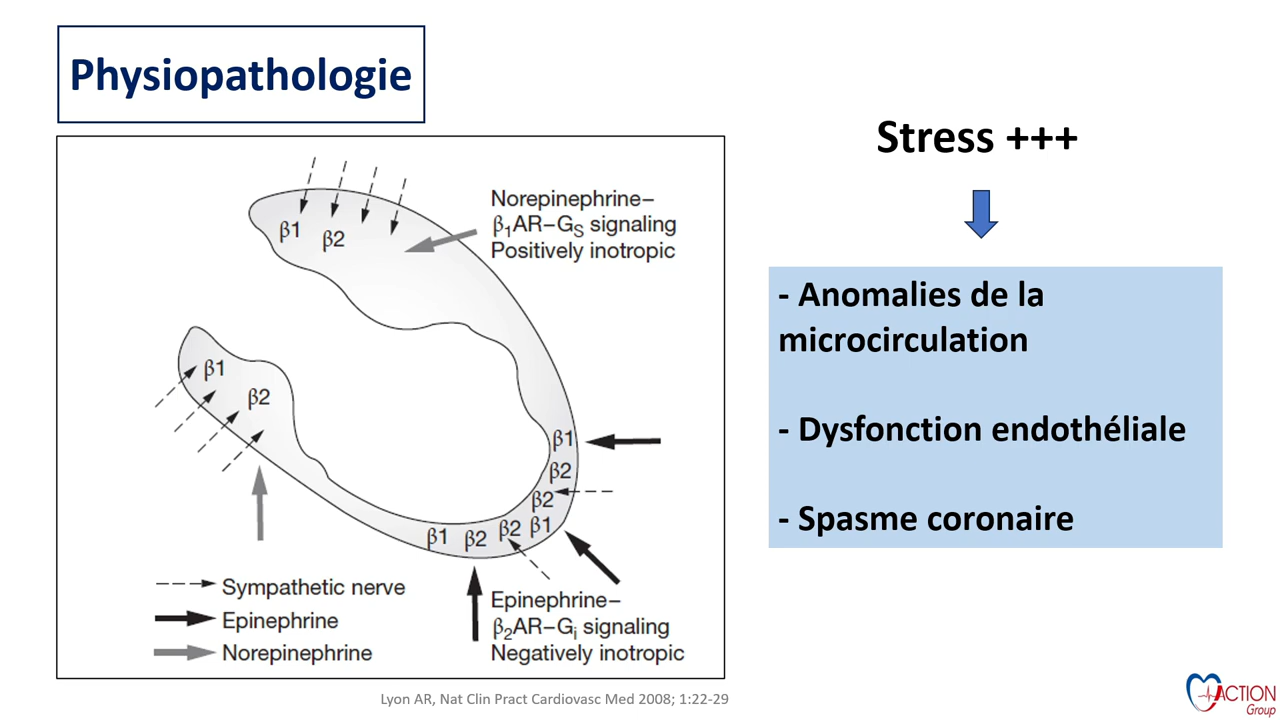 Physiopathologie
Norepinephrine–
β₁AR–Gₛ signaling
Positively inotropic
β1
β2
β1
β2
β1
β2
β2
β1
β2
β2
β1
Sympathetic nerve
Epinephrine
Norepinephrine
Epinephrine–
β₂AR–Gᵢ signaling
Negatively inotropic
Lyon AR, Nat Clin Pract Cardiovasc Med 2008; 1:22-29
Stress +++
- Anomalies de la
microcirculation
- Dysfonction endothéliale
- Spasme coronaire
ACTION
Group